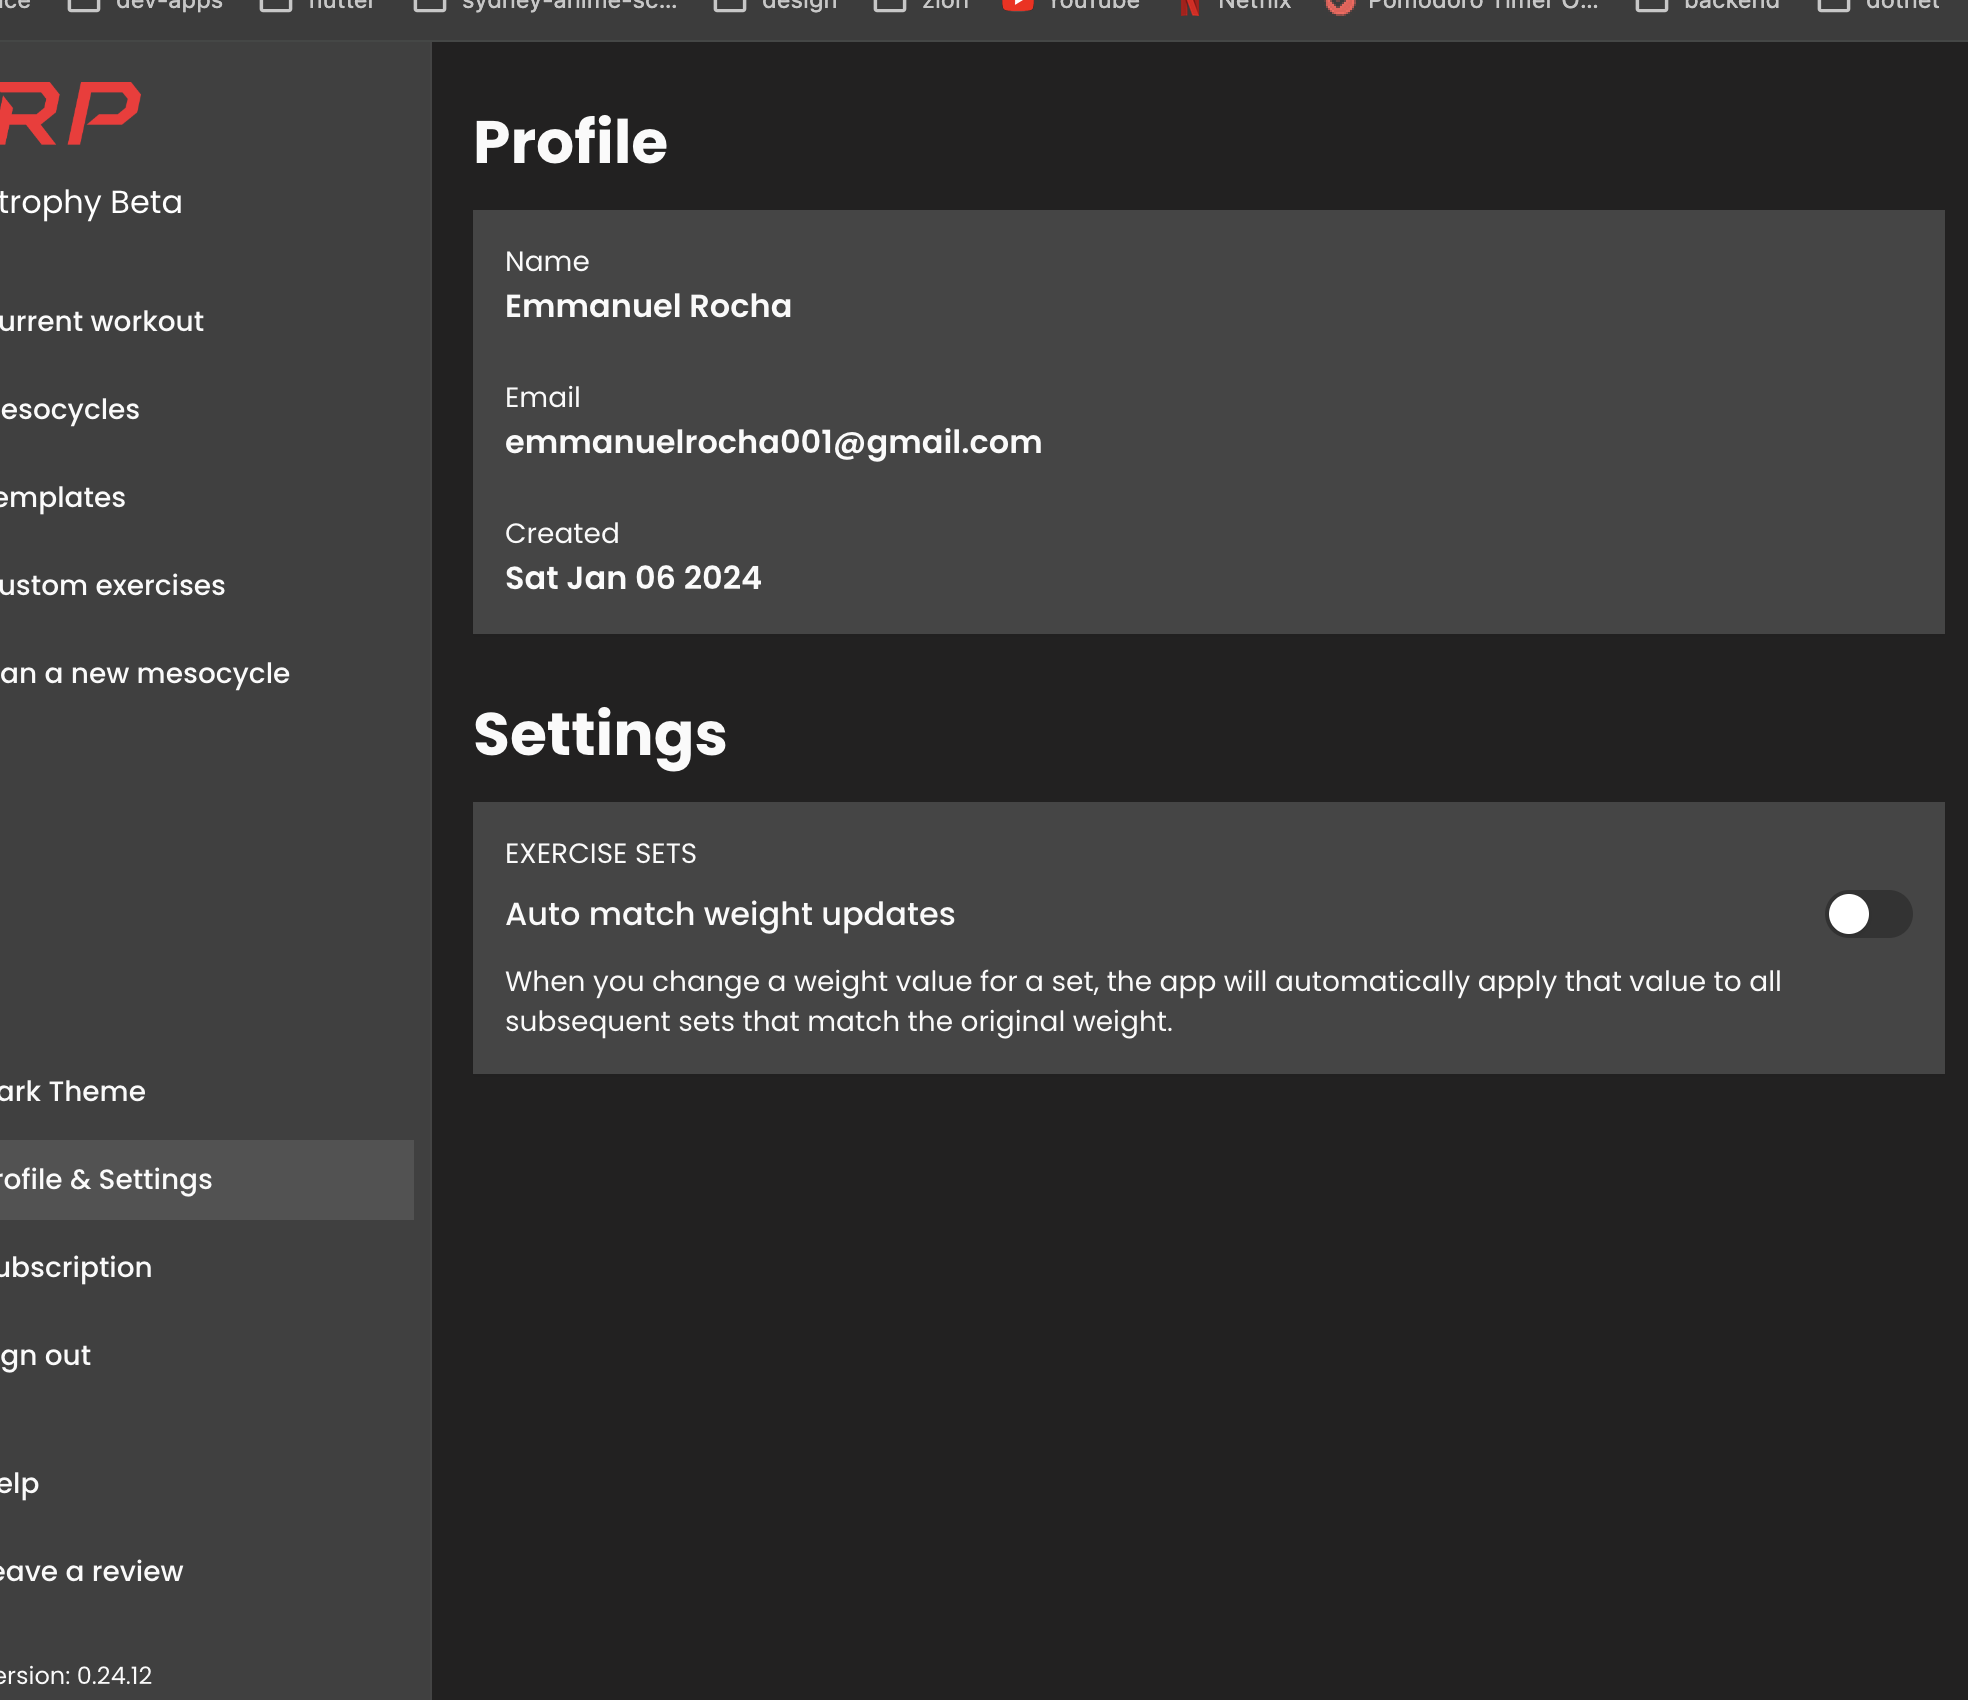 dev-apps flutter sydney-anime-sc... design zion YouTube Netflix Pomodoro Timer O... backend dotnet
RP
trophy Beta
urrent workout
esocycles
emplates
ustom exercises
an a new mesocycle
ark Theme
rofile & Settings
ubscription
ign out
elp
eave a review
ersion: 0.24.12
Profile
Name
Emmanuel Rocha
Email
emmanuelrocha001@gmail.com
Created
Sat Jan 06 2024
Settings
EXERCISE SETS
Auto match weight updates
When you change a weight value for a set, the app will automatically apply that value to all
subsequent sets that match the original weight.